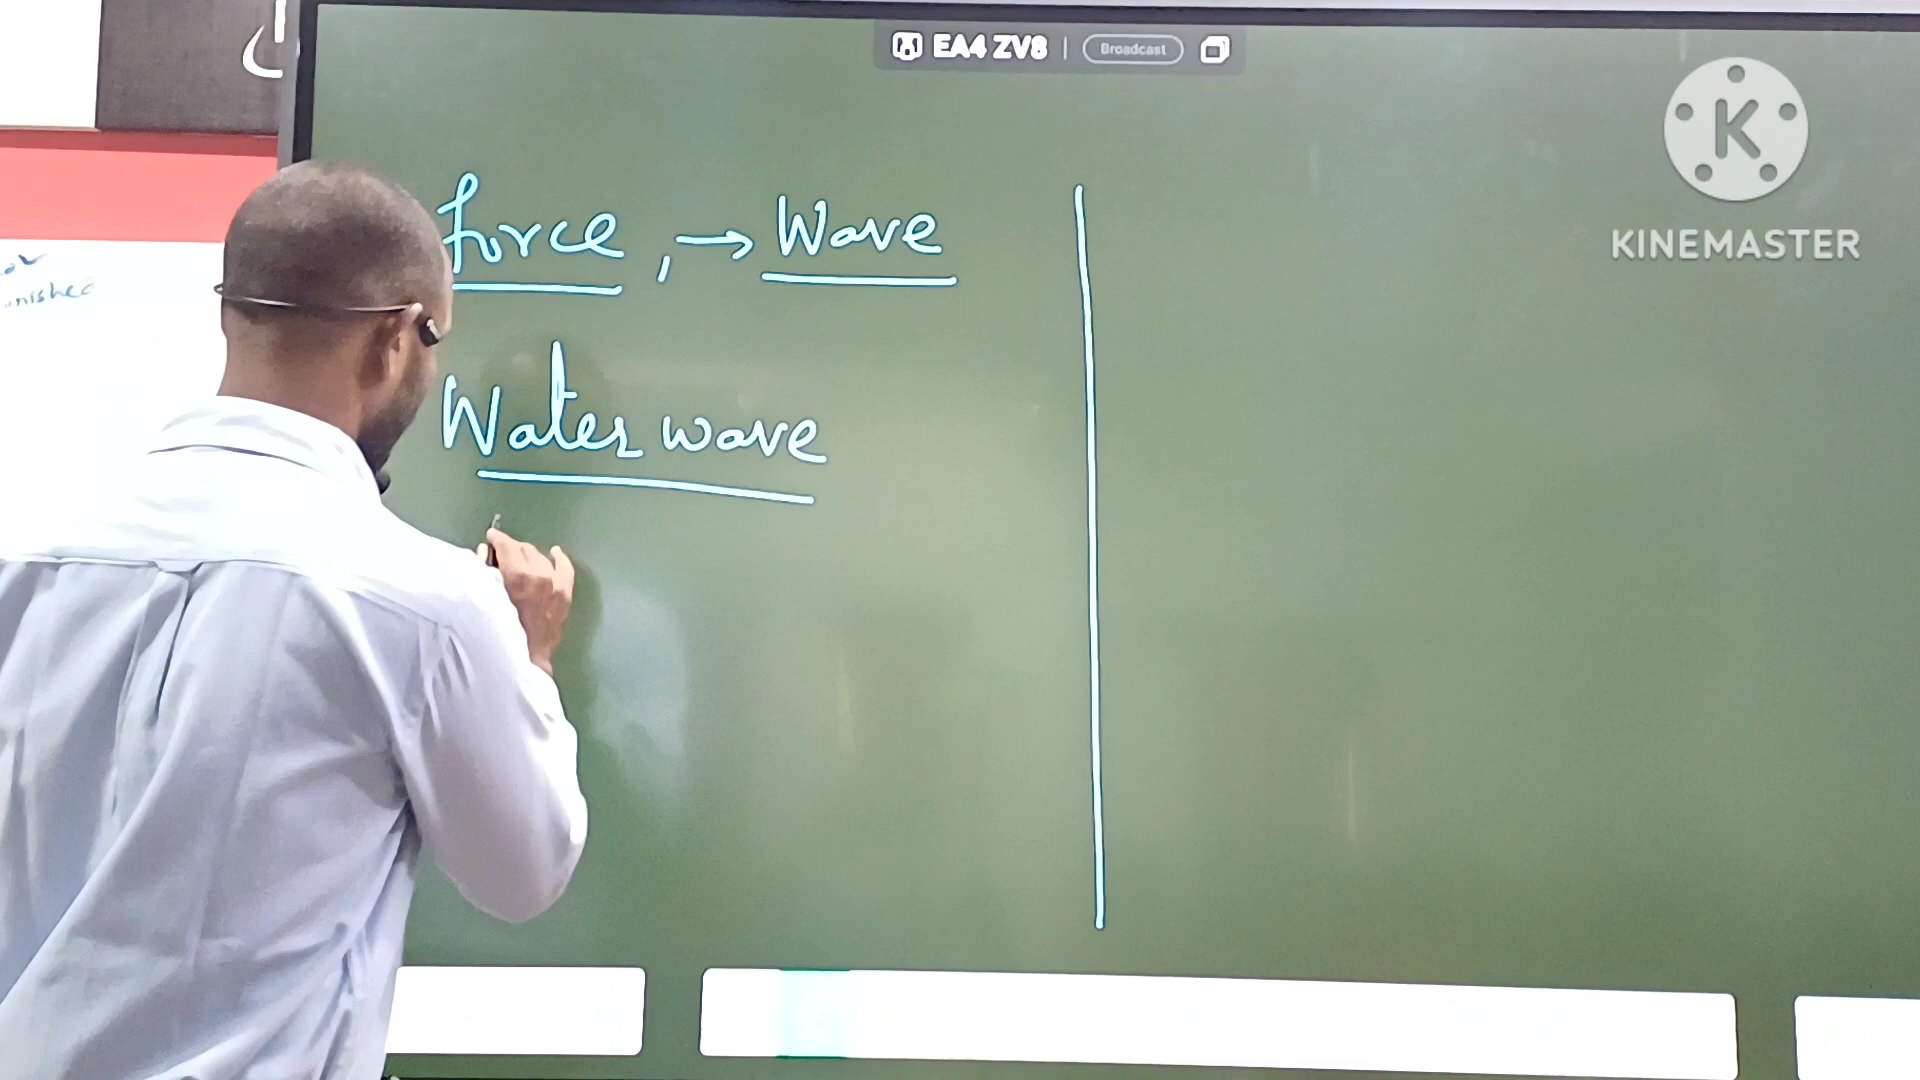 EA4 ZV8 | Broadcast
KINEMASTER
Force, → Wave
Water wave